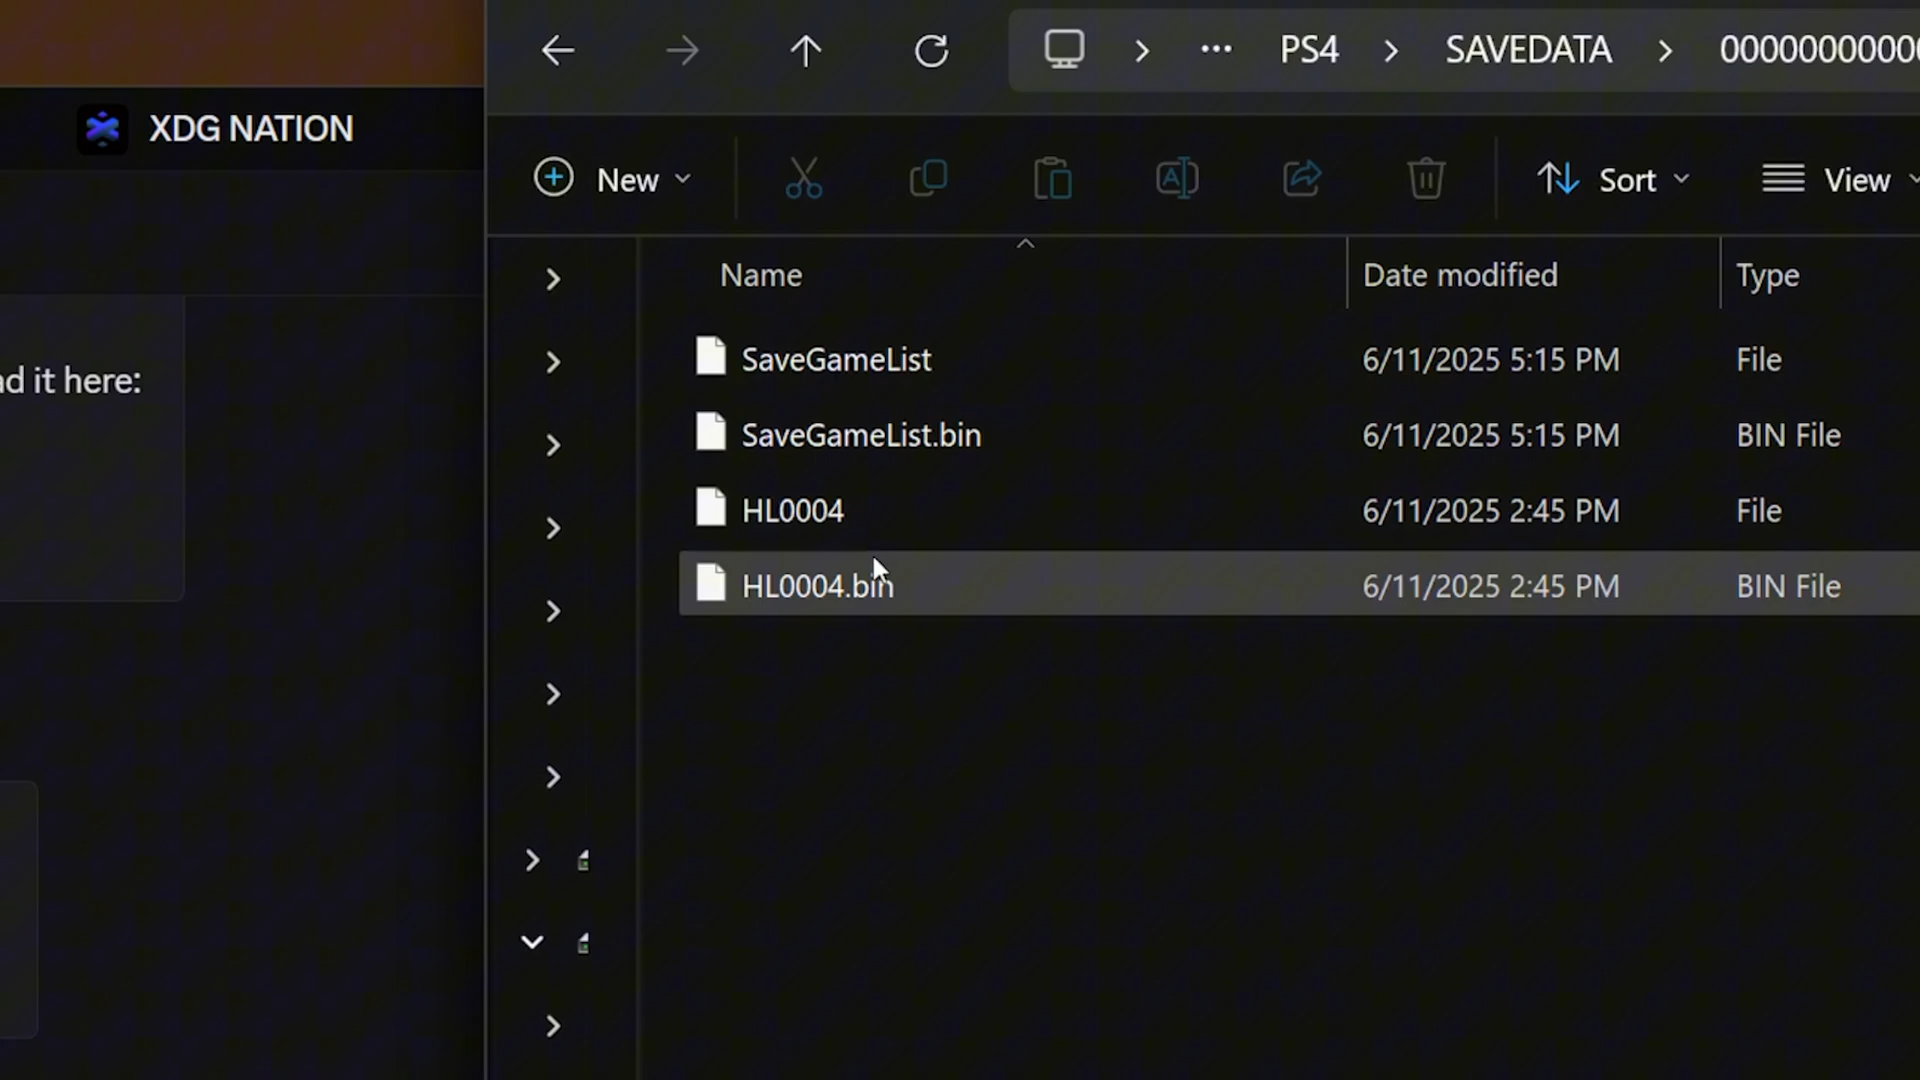 PS4 SAVEDATA
XDG NATION
New Sort View
Name Date modified Type
SaveGameList 6/11/2025 5:15 PM File
ad it here:
SaveGameList.bin 6/11/2025 5:15 PM BIN File
HL0004 6/11/2025 2:45 PM File
HL0004.bin 6/11/2025 2:45 PM BIN File